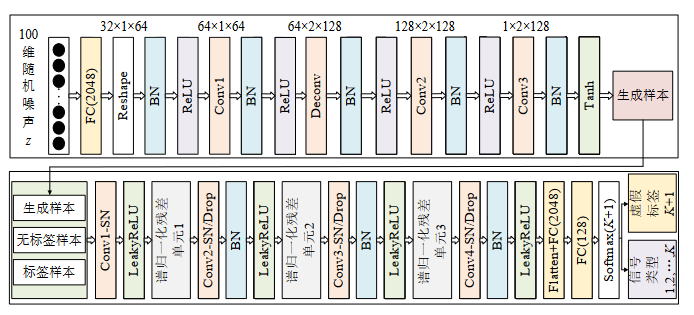 32×1×64
64×1×64
64×2×128
128×2×128
1×2×128
100
维
随
机
噪
声
z
FC(2048)
Reshape
BN
ReLU
Conv1
BN
ReLU
Deconv
BN
ReLU
Conv2
BN
ReLU
Conv3
BN
Tanh
生成样本
生成样本
无标签样本
标签样本
Conv1-SN
LeakyReLU
谱归一化残差
单元1
Conv2-SN/Drop
BN
LeakyReLU
谱归一化残差
单元2
Conv3-SN/Drop
BN
LeakyReLU
谱归一化残差
单元3
Conv4-SN/Drop
BN
LeakyReLU
Flatten+FC(2048)
FC(128)
Softmax(K+1)
虚假
标签
K+1
信号
类型
1,2,⋯,K